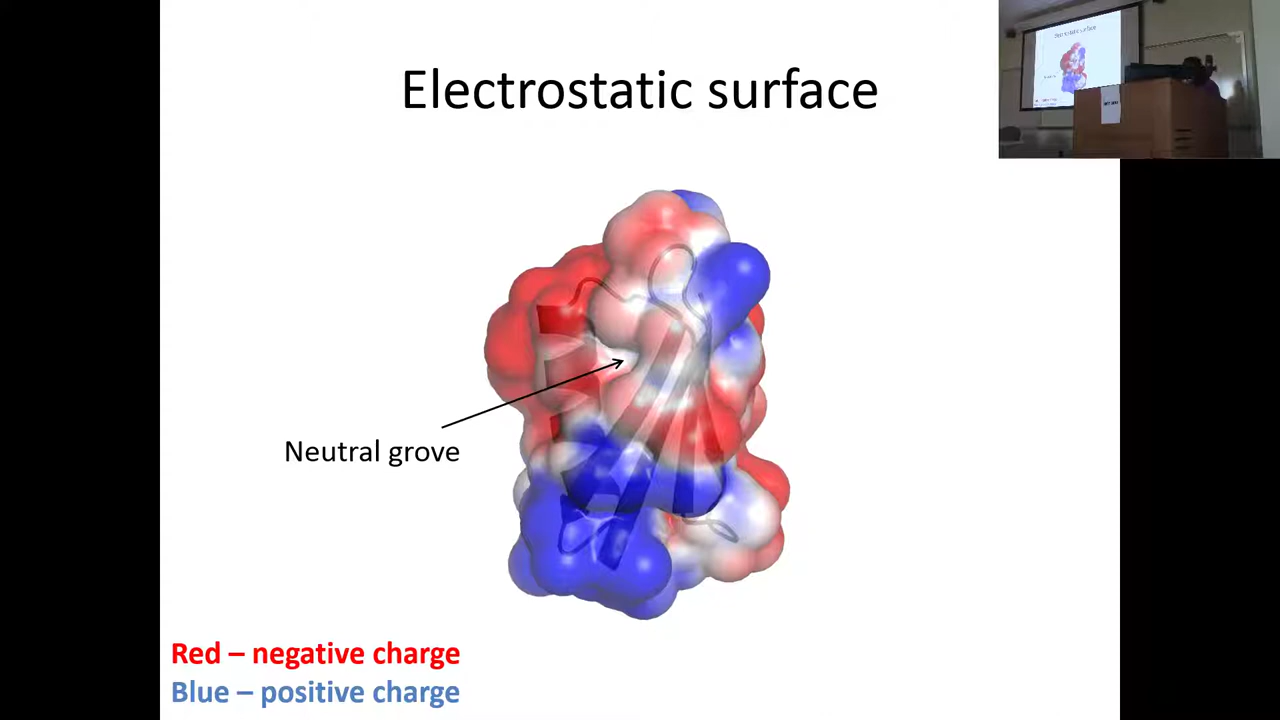 Electrostatic surface
Neutral grove
Red – negative charge
Blue – positive charge